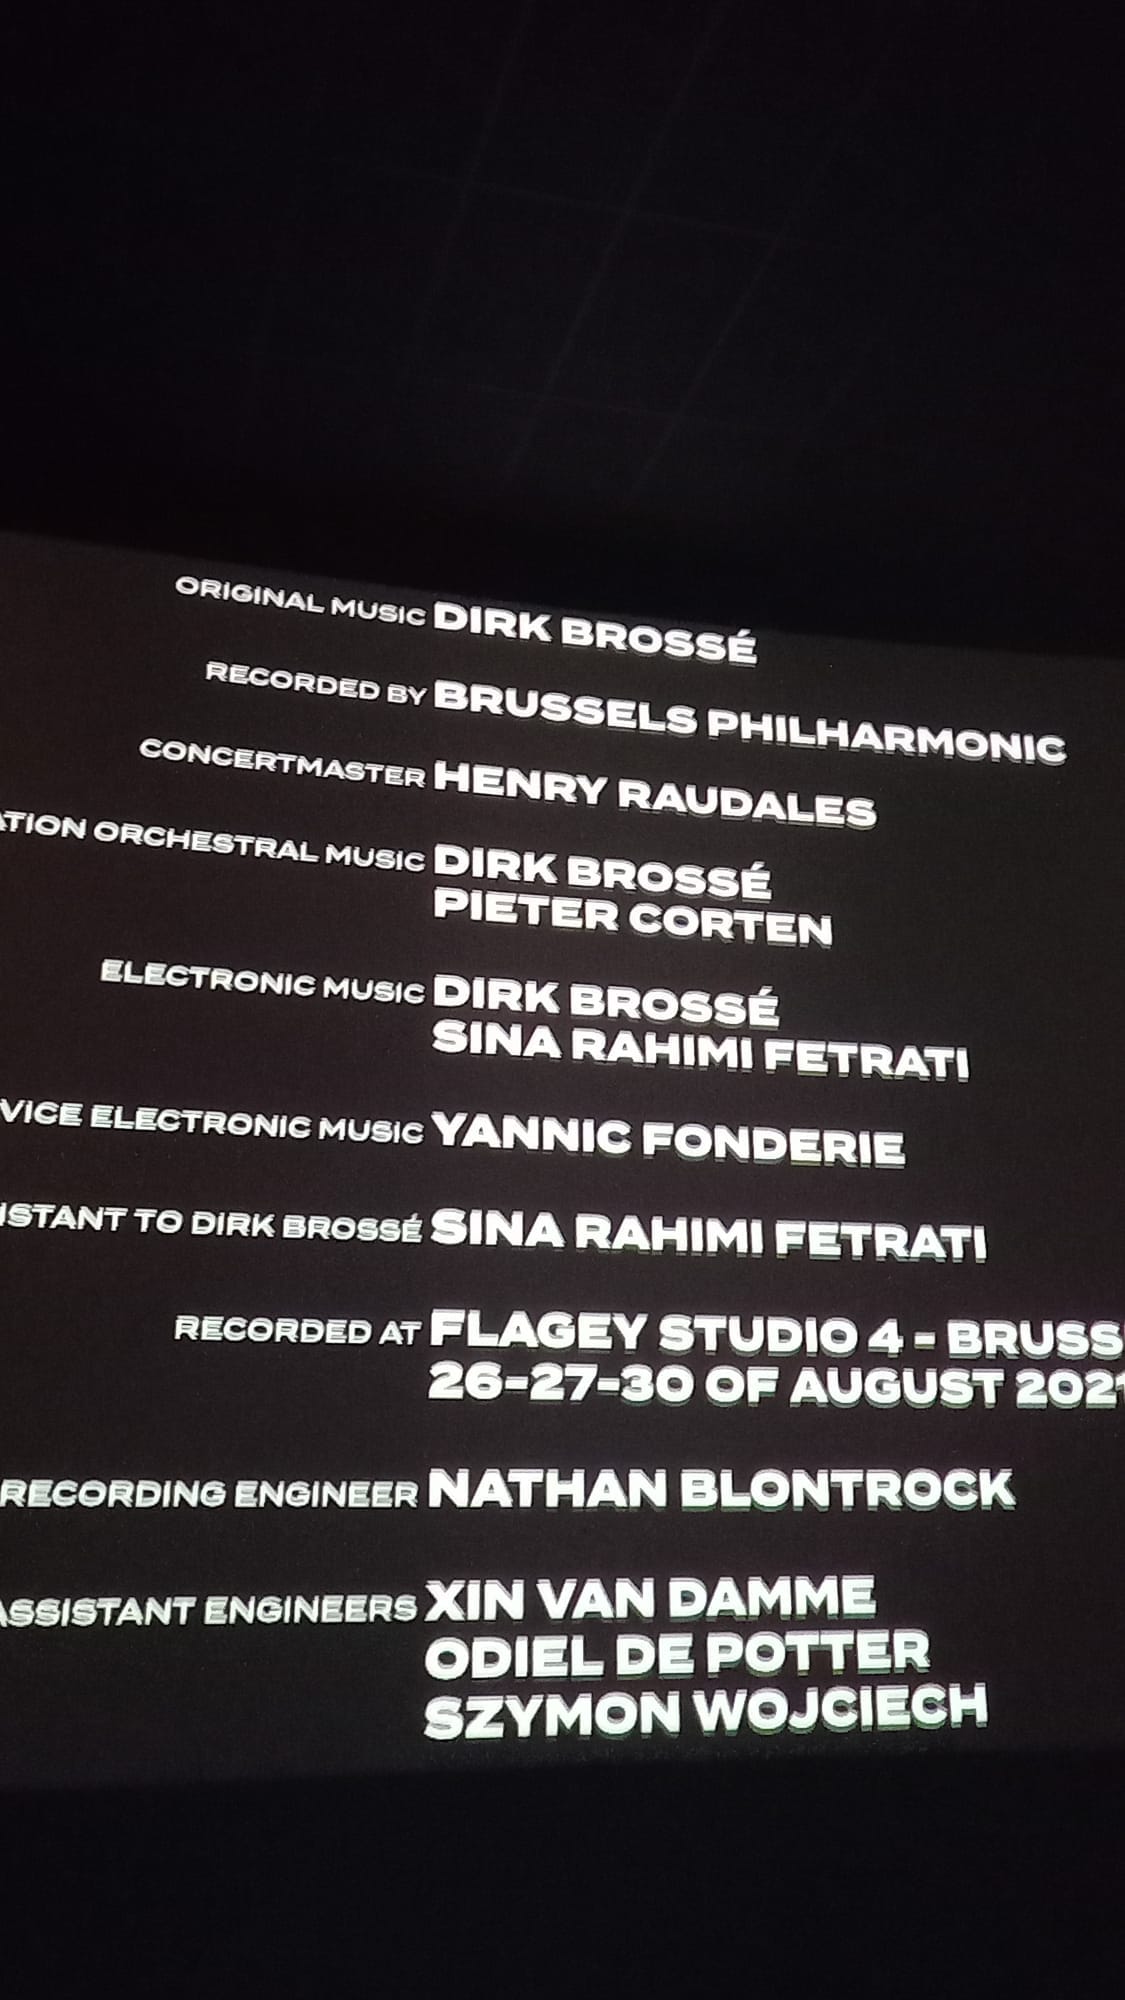 ORIGINAL MUSIC DIRK BROSSÉ
RECORDED BY BRUSSELS PHILHARMONIC
CONCERTMASTER HENRY RAUDALES
ORCHESTRAL MUSIC DIRK BROSSÉ
PIETER CORTEN
ELECTRONIC MUSIC DIRK BROSSÉ
SINA RAHIMI FETRATI
ELECTRONIC MUSIC YANNIC FONDERIE
TO DIRK BROSSÉ SINA RAHIMI FETRATI
RECORDED AT FLAGEY STUDIO 4 -
26-27-30 OF AUGUST 2021
RECORDING ENGINEER NATHAN BLONTROCK
ASSISTANT ENGINEERS XIN VAN DAMME
ODIEL DE POTTER
SZYMON WOJCIECH